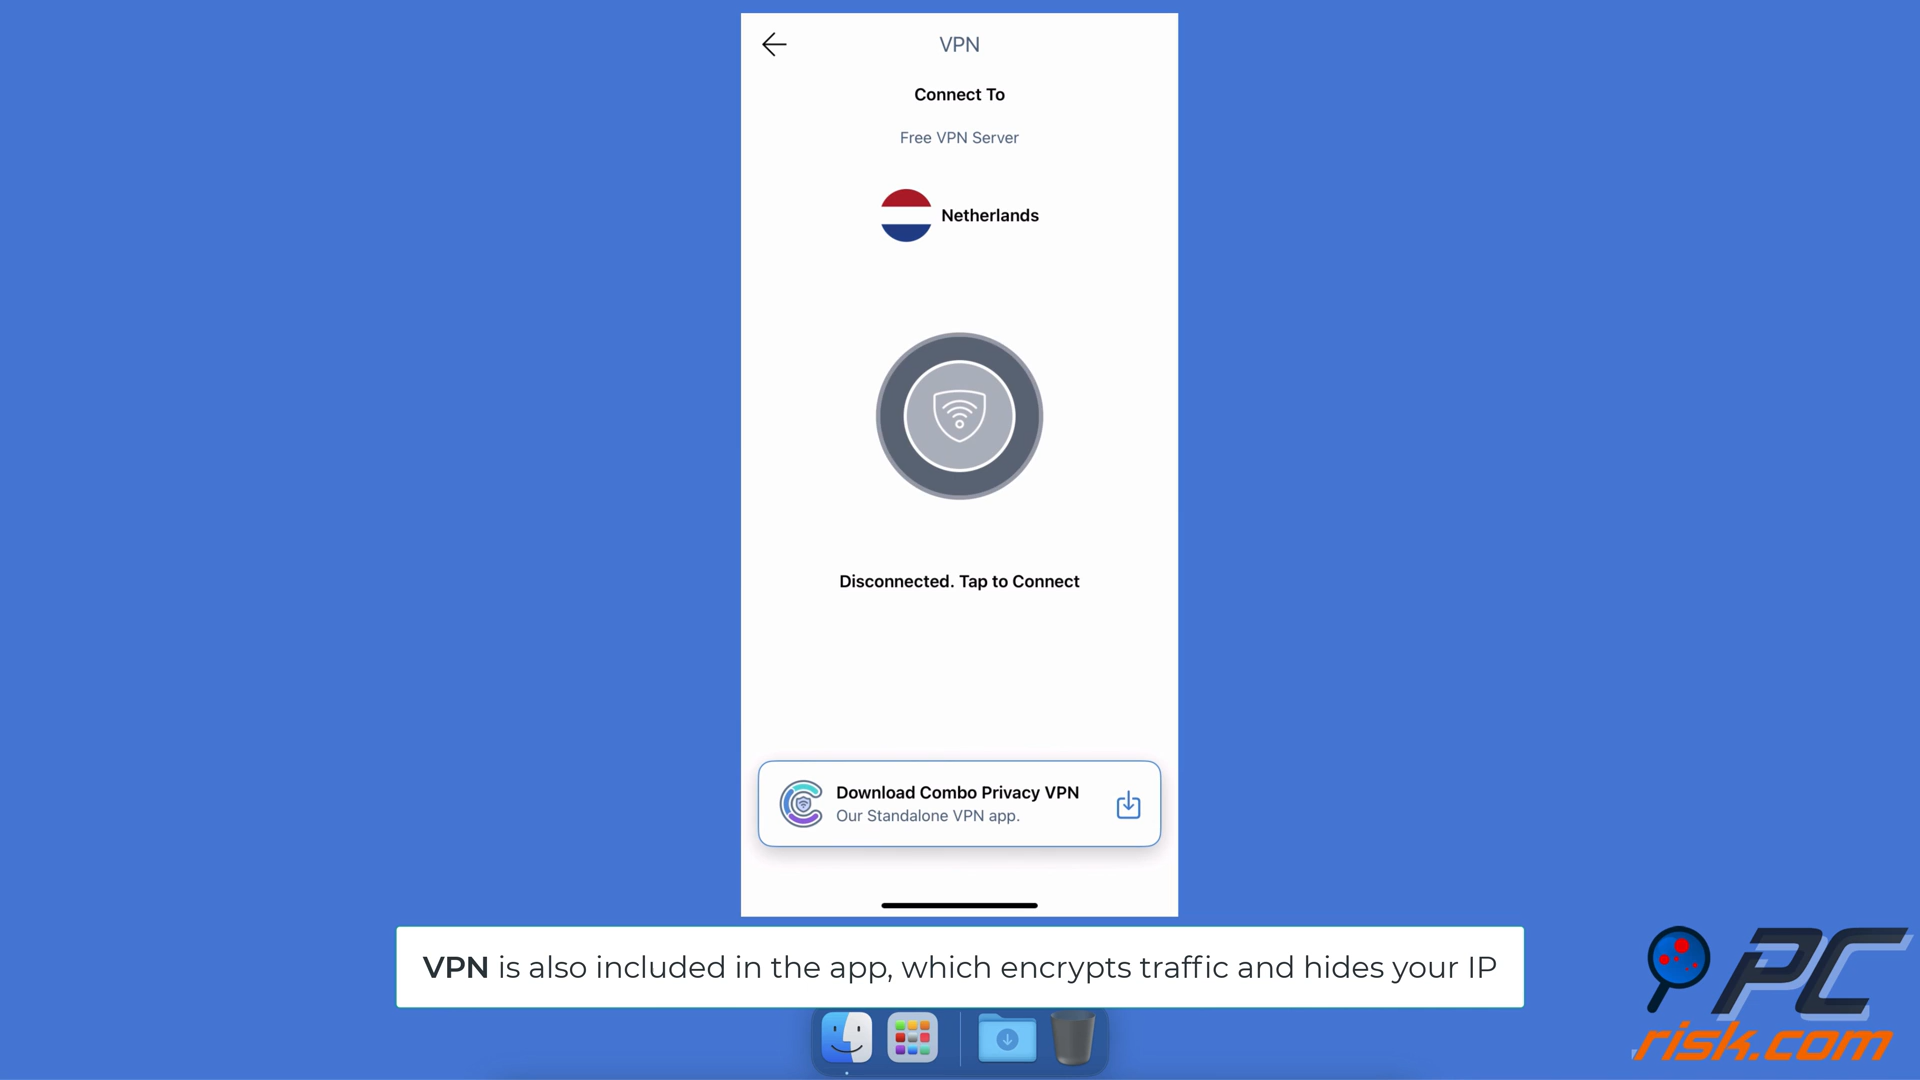 VPN
Connect To
Free VPN Server
Netherlands
Disconnected. Tap to Connect
Download Combo Privacy VPN
Our Standalone VPN app.
VPN is also included in the app, which encrypts traffic and hides your IP
PC
risk.com